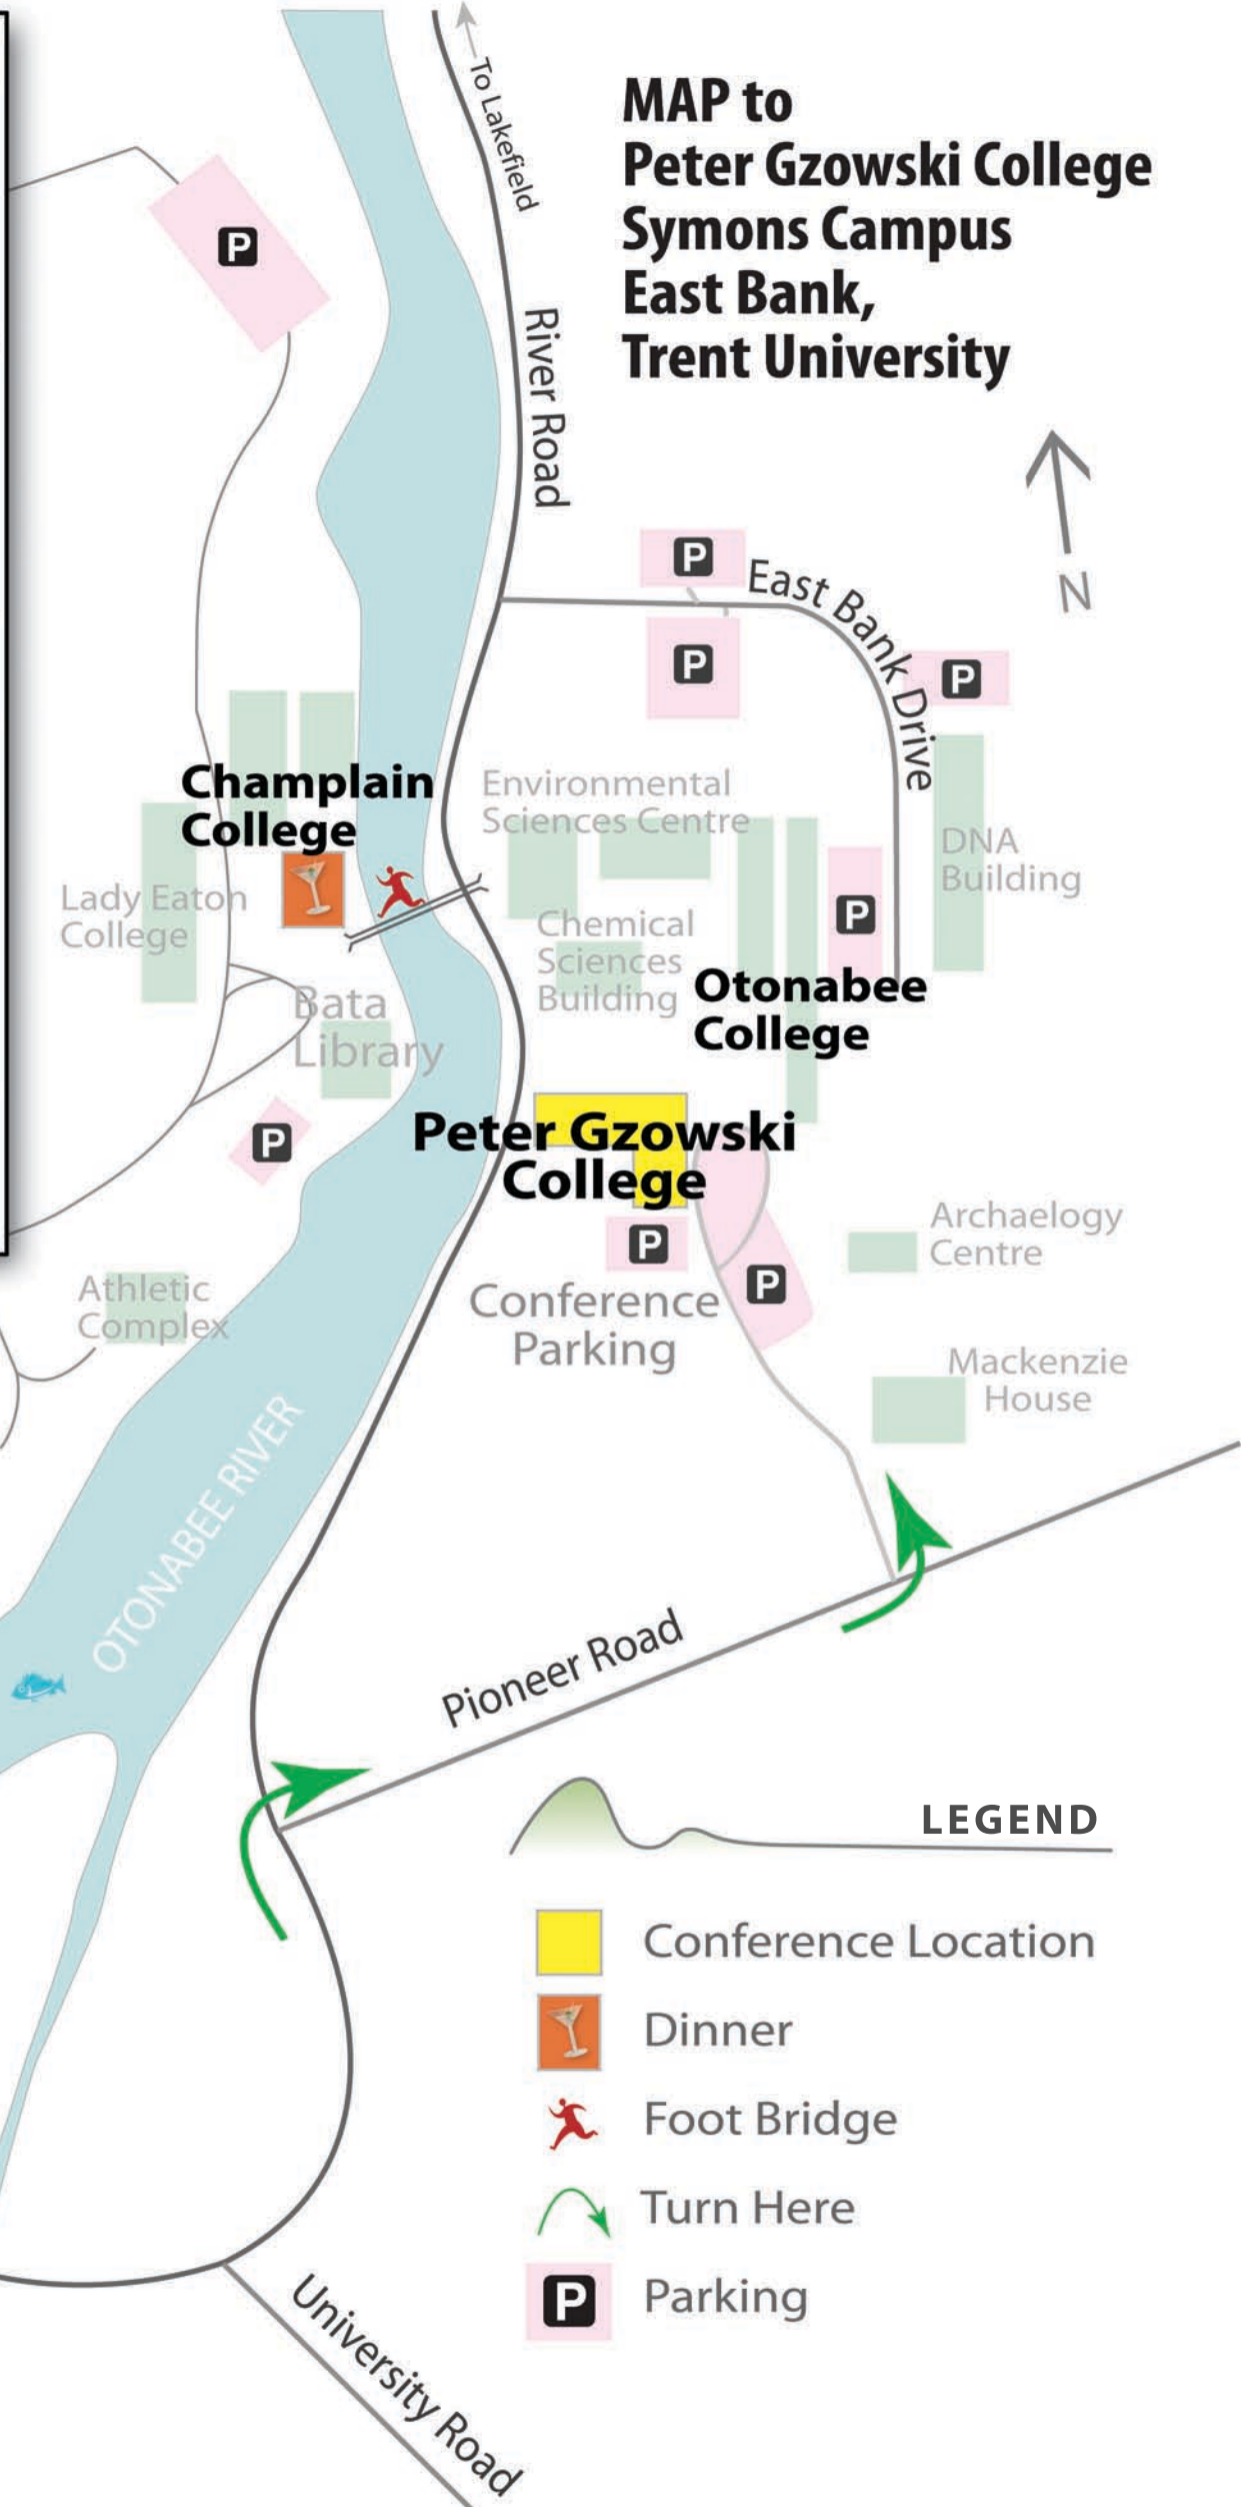 MAP to
Peter Gzowski College
Symons Campus
East Bank,
Trent University
To Lakefield
River Road
P
N
P
East Bank Drive
P
P
Champlain
College
Environmental
Sciences Centre
DNA
Building
Lady Eaton
College
P
Chemical
Sciences
Building
Otonabee
College
Bata
Library
P
Peter Gzowski
College
Archaelogy
Centre
P
P
Conference
Parking
Athletic
Complex
Mackenzie
House
OTONABEE RIVER
Pioneer Road
LEGEND
Conference Location
Dinner
Foot Bridge
Turn Here
P Parking
University Road